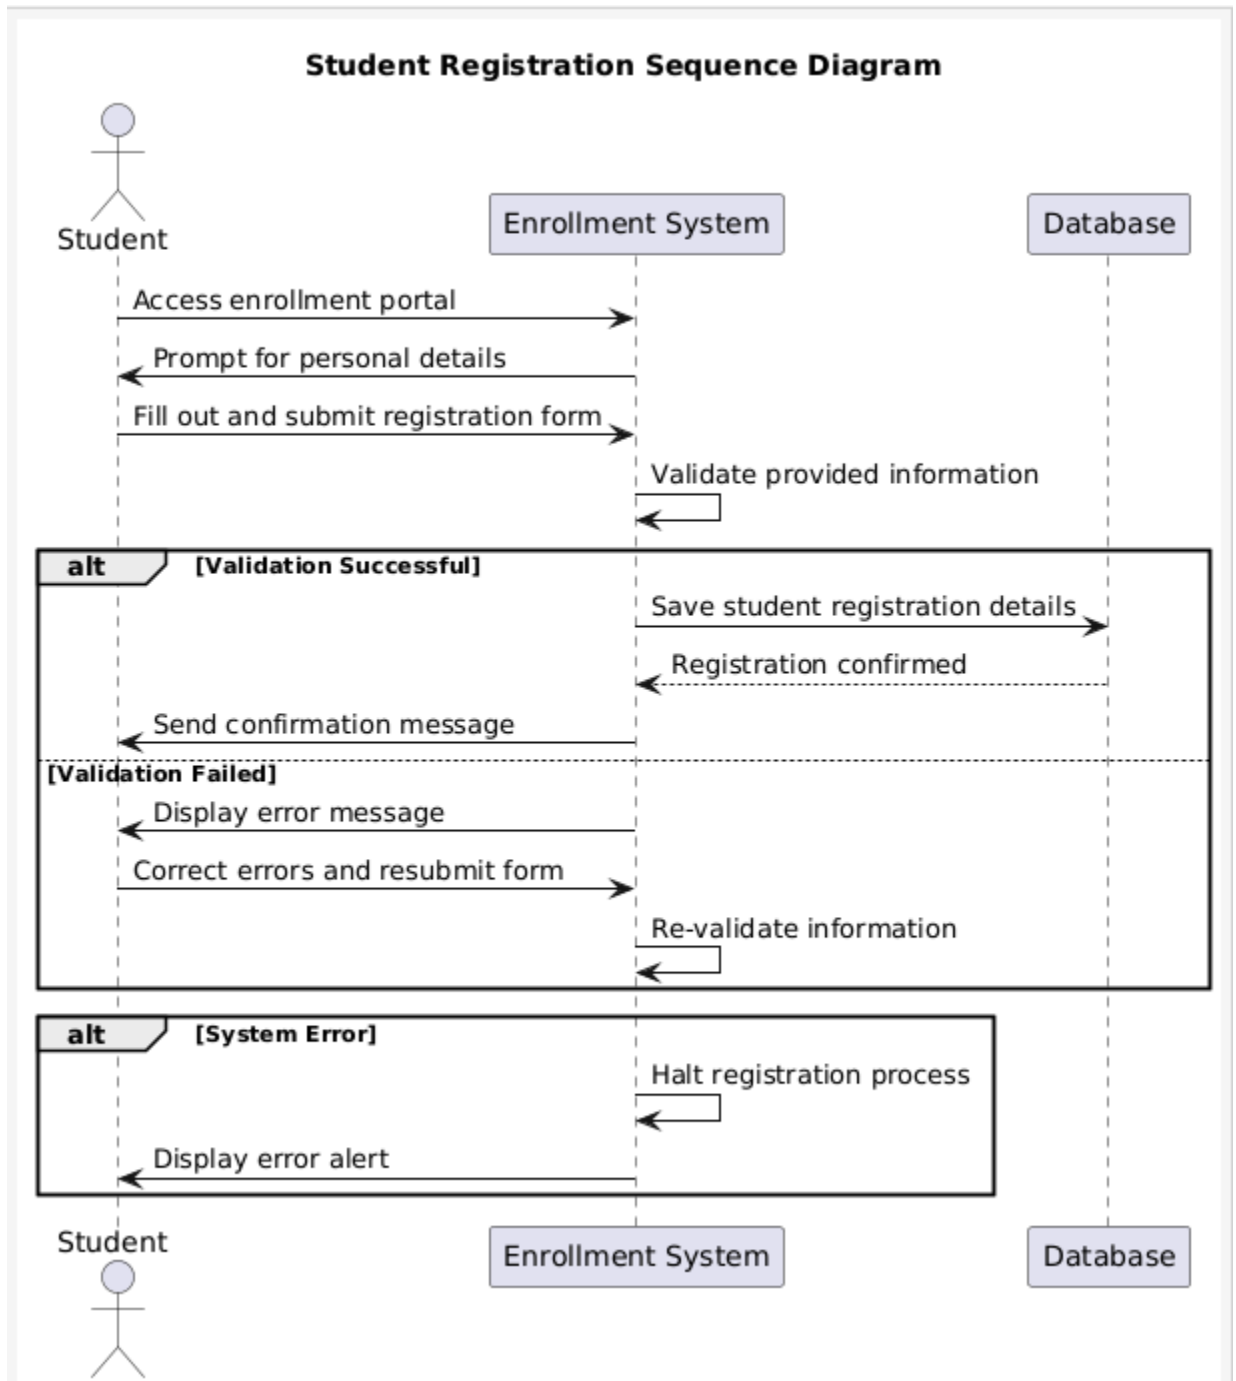 Student Registration Sequence Diagram
Student
Enrollment System
Database
Access enrollment portal
Prompt for personal details
Fill out and submit registration form
Validate provided information
alt
[Validation Successful]
Save student registration details
Registration confirmed
Send confirmation message
[Validation Failed]
Display error message
Correct errors and resubmit form
Re-validate information
alt
[System Error]
Halt registration process
Display error alert
Student
Enrollment System
Database